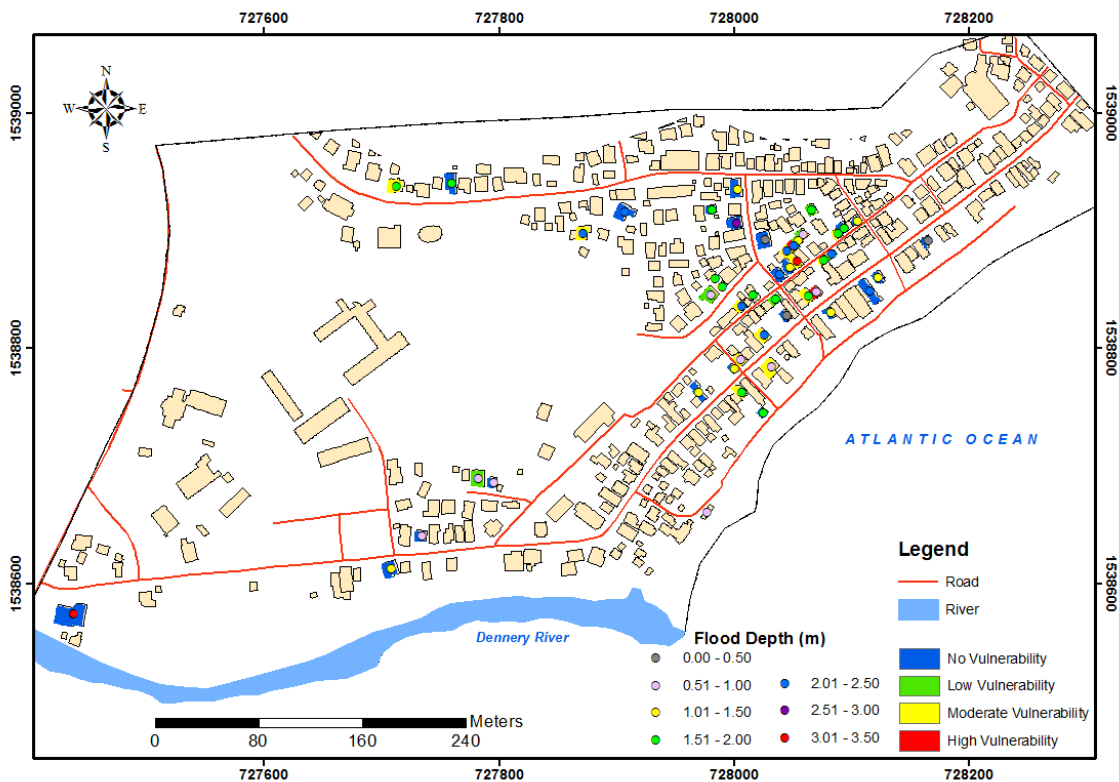 727600 727800 728000 728200
N
W E
S
1539000 1539000
1538800 1538800
ATLANTIC OCEAN
1538600 1538600
Legend
Road
River
Dennery River
Flood Depth (m)
0.00 - 0.50
0.51 - 1.00
1.01 - 1.50
1.51 - 2.00
2.01 - 2.50
2.51 - 3.00
3.01 - 3.50
No Vulnerability
Low Vulnerability
Moderate Vulnerability
High Vulnerability
Meters
0 80 160 240
727600 727800 728000 728200